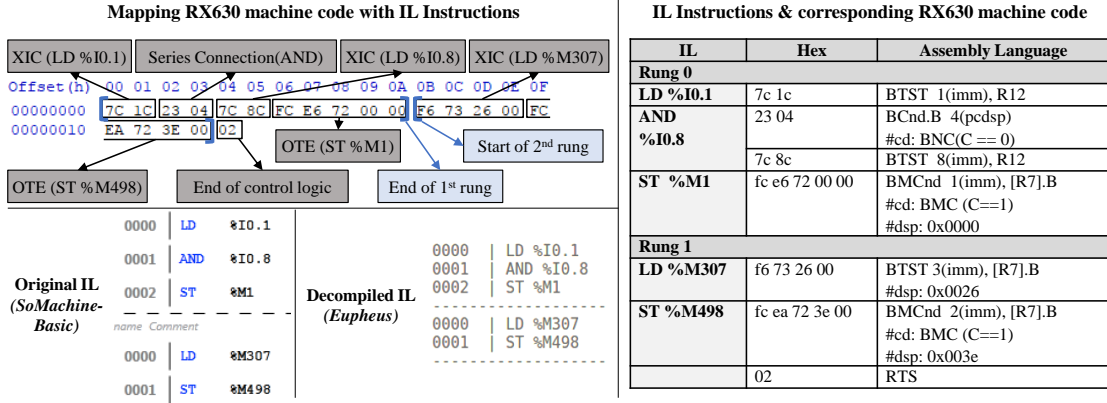 Mapping RX630 machine code with IL Instructions
XIC (LD %I0.1)
Series Connection(AND)
XIC (LD %I0.8)
XIC (LD %M307)
Offset(h) 00 01 02 03 04 05 06 07 08 09 0A 0B 0C 0D 0E 0F
00000000 7C 1C 23 04 7C 8C FC E6 72 00 00 F6 73 26 00 FC
00000010 EA 72 3E 00 02
OTE (ST %M1)
Start of 2nd rung
OTE (ST %M498)
End of control logic
End of 1st rung
Original IL
(SoMachine-
Basic)
0000 LD %I0.1
0001 AND %I0.8
0002 ST %M1
name Comment
0000 LD %M307
0001 ST %M498
Decompiled IL
(Eupheus)
0000 | LD %I0.1
0001 | AND %I0.8
0002 | ST %M1
-------------------
0000 | LD %M307
0001 | ST %M498
-------------------
IL Instructions & corresponding RX630 machine code
IL Hex Assembly Language
Rung 0
LD %I0.1 7c 1c BTST 1(imm), R12
AND 23 04 BCnd.B 4(pcdsp)
%I0.8 #cd: BNC(C == 0)
7c 8c BTST 8(imm), R12
ST %M1 fc e6 72 00 00 BMCnd 1(imm), [R7].B
#cd: BMC (C==1)
#dsp: 0x0000
Rung 1
LD %M307 f6 73 26 00 BTST 3(imm), [R7].B
#dsp: 0x0026
ST %M498 fc ea 72 3e 00 BMCnd 2(imm), [R7].B
#cd: BMC (C==1)
#dsp: 0x003e
02 RTS